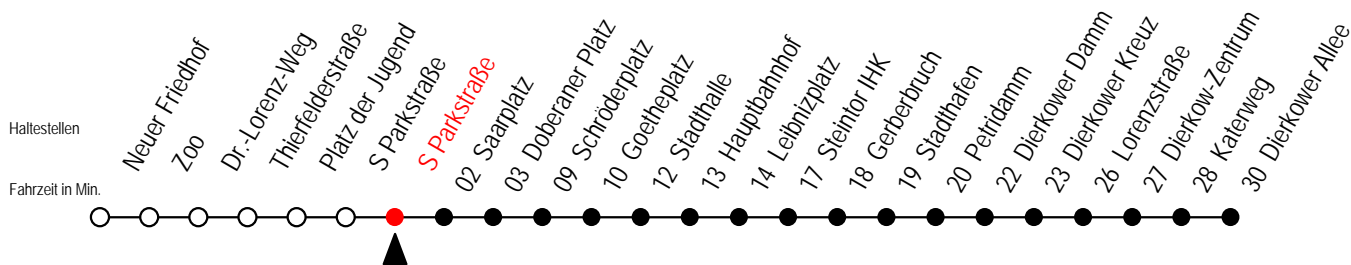 Haltestellen
Fahrzeit in Min.
Neuer Friedhof
Zoo
Dr.-Lorenz-Weg
Thierfelderstraße
Platz der Jugend
S Parkstraße
S Parkstraße
02 Saarplatz
03 Doberaner Platz
09 Schröderplatz
10 Goetheplatz
12 Stadthalle
13 Hauptbahnhof
14 Leibnizplatz
17 Steintor IHK
18 Gerberbruch
19 Stadthafen
20 Petridamm
22 Dierkower Damm
23 Dierkower Kreuz
26 Lorenzstraße
27 Dierkow-Zentrum
28 Katerweg
30 Dierkower Allee